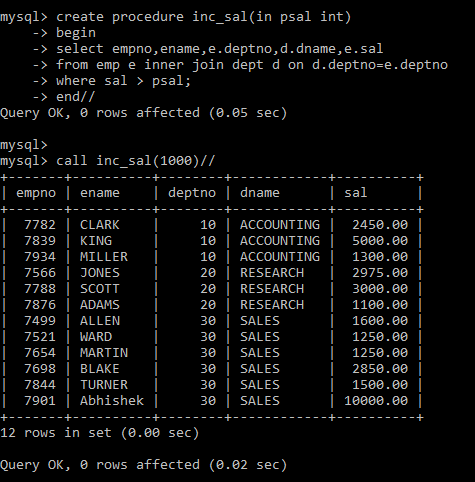 mysql> create procedure inc_sal(in psal int)
    -> begin
    -> select empno,ename,e.deptno,d.dname,e.sal
    -> from emp e inner join dept d on d.deptno=e.deptno
    -> where sal > psal;
    -> end//
Query OK, 0 rows affected (0.05 sec)

mysql>
mysql> call inc_sal(1000)//
+-------+----------+--------+------------+----------+
| empno | ename    | deptno | dname      | sal      |
+-------+----------+--------+------------+----------+
|  7782 | CLARK    |     10 | ACCOUNTING |  2450.00 |
|  7839 | KING     |     10 | ACCOUNTING |  5000.00 |
|  7934 | MILLER   |     10 | ACCOUNTING |  1300.00 |
|  7566 | JONES    |     20 | RESEARCH   |  2975.00 |
|  7788 | SCOTT    |     20 | RESEARCH   |  3000.00 |
|  7876 | ADAMS    |     20 | RESEARCH   |  1100.00 |
|  7499 | ALLEN    |     30 | SALES      |  1600.00 |
|  7521 | WARD     |     30 | SALES      |  1250.00 |
|  7654 | MARTIN   |     30 | SALES      |  1250.00 |
|  7698 | BLAKE    |     30 | SALES      |  2850.00 |
|  7844 | TURNER   |     30 | SALES      |  1500.00 |
|  7901 | Abhishek |     30 | SALES      | 10000.00 |
+-------+----------+--------+------------+----------+
12 rows in set (0.00 sec)

Query OK, 0 rows affected (0.02 sec)